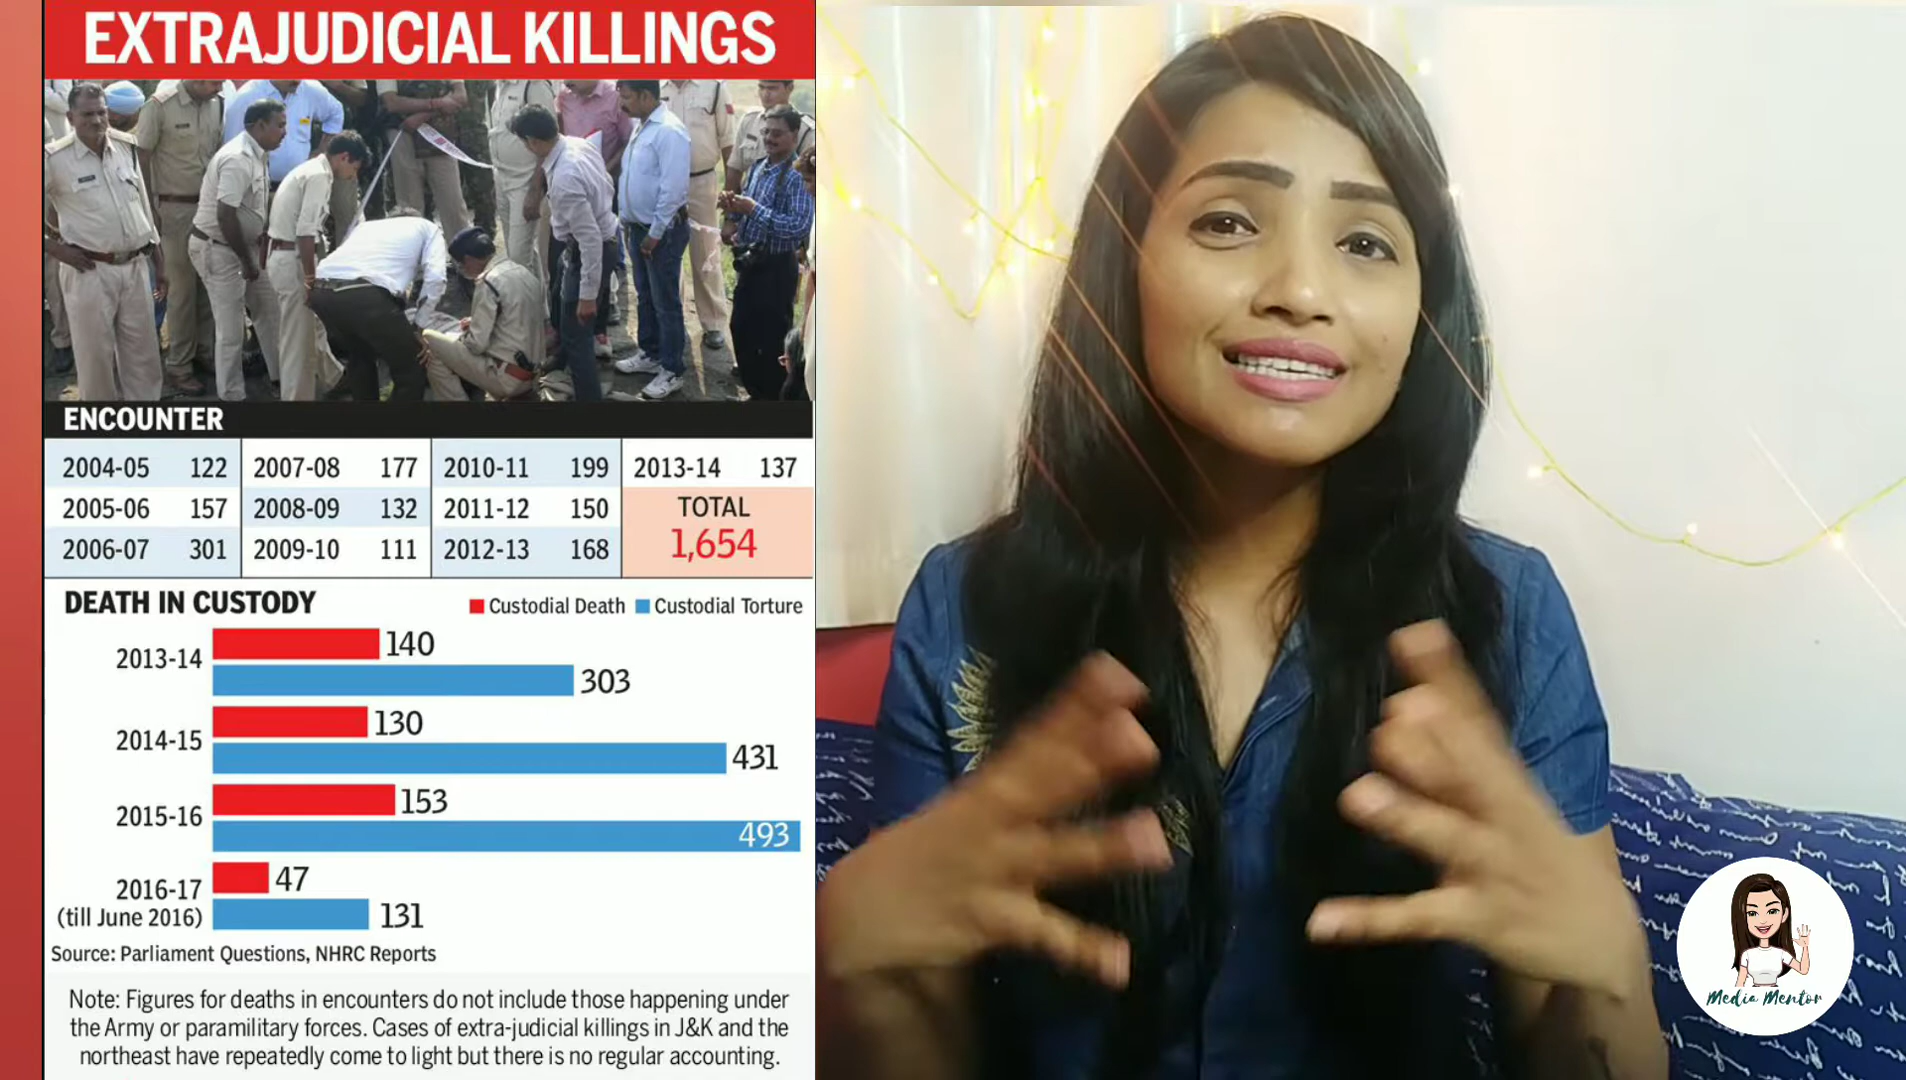 EXTRAJUDICIAL KILLINGS
ENCOUNTER
2004-05 122 2007-08 177 2010-11 199 2013-14 137
2005-06 157 2008-09 132 2011-12 150 TOTAL
2006-07 301 2009-10 111 2012-13 168 1,654
DEATH IN CUSTODY Custodial Death Custodial Torture
2013-14 140
303
2014-15 130
431
2015-16 153
493
2016-17 47
(till June 2016) 131
Source: Parliament Questions, NHRC Reports
Note: Figures for deaths in encounters do not include those happening under
the Army or paramilitary forces. Cases of extra-judicial killings in J&K and the
northeast have repeatedly come to light but there is no regular accounting.
Media Mentor